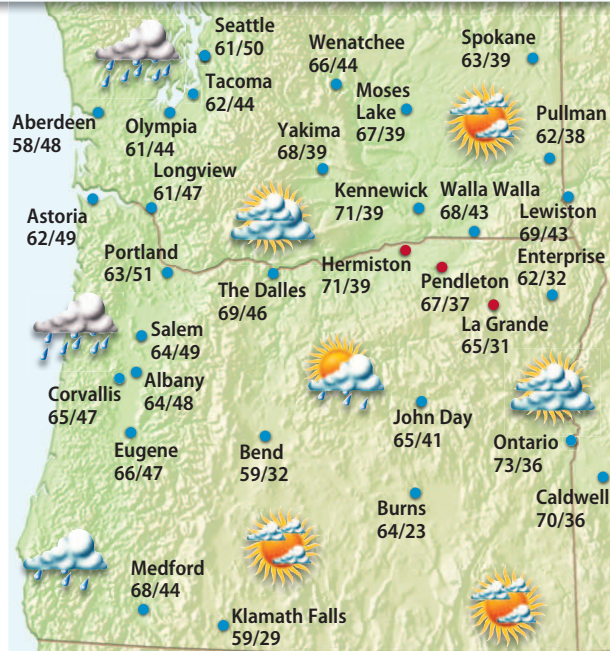 Seattle
61/50
Wenatchee
66/44
Spokane
63/39
Tacoma
62/44
Moses
Lake
67/39
Aberdeen
58/48
Olympia
61/44
Yakima
68/39
Pullman
62/38
Longview
61/47
Kennewick
71/39
Walla Walla
68/43
Lewiston
69/43
Astoria
62/49
Portland
63/51
The Dalles
69/46
Hermiston
71/39
Pendleton
67/37
Enterprise
62/32
La Grande
65/31
Salem
64/49
Corvallis
65/47
Albany
64/48
John Day
65/41
Eugene
66/47
Bend
59/32
Ontario
73/36
Burns
64/23
Caldwell
70/36
Medford
68/44
Klamath Falls
59/29